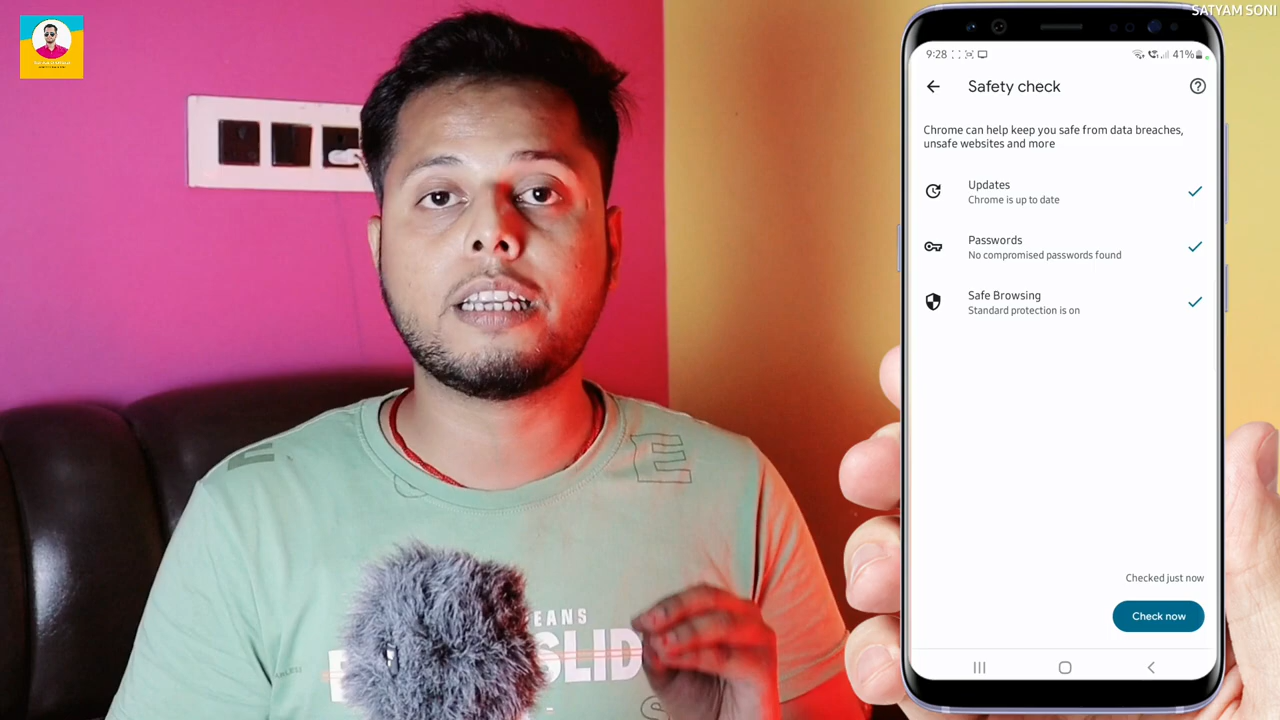 SATYAM SONI
9:28
41%
Safety check
Chrome can help keep you safe from data breaches,
unsafe websites and more
Updates
Chrome is up to date
Passwords
No compromised passwords found
Safe Browsing
Standard protection is on
Checked just now
Check now
E
EANS
SLID